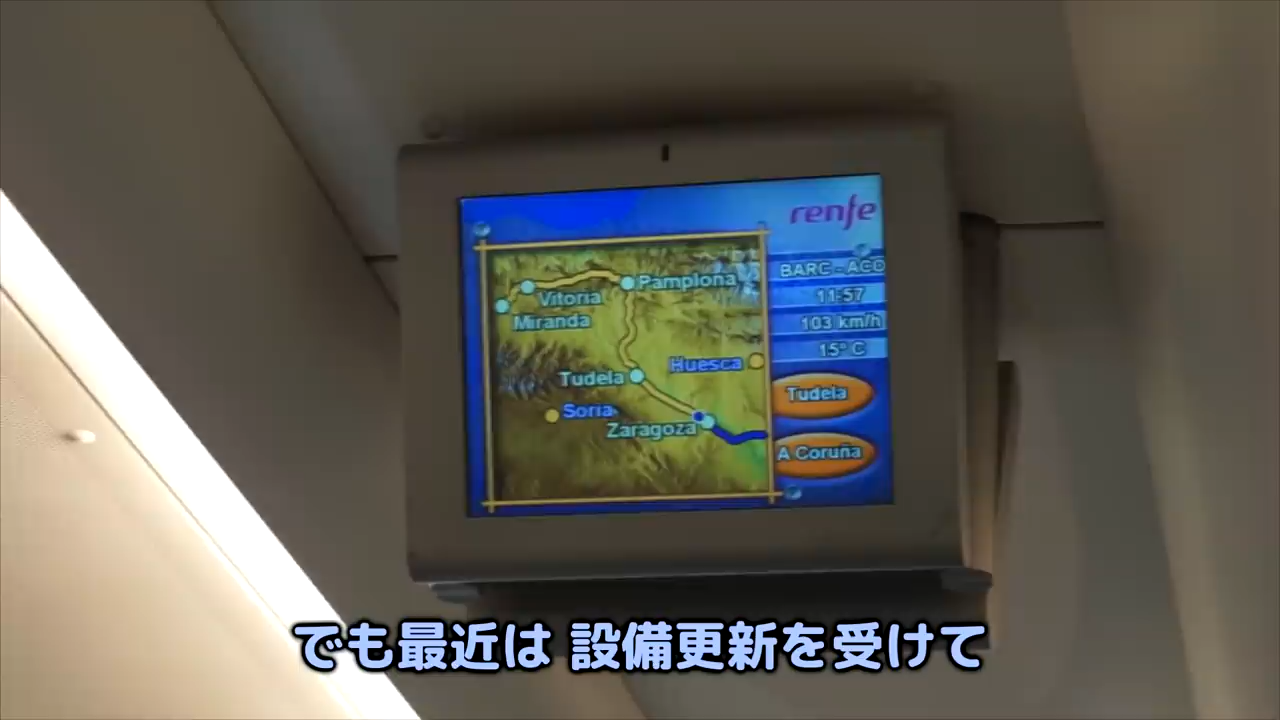 renfe
BARC - ACO
11:57
103 km/h
15º C
Pamplona
Vitoria
Miranda
Huesca
Tudela
Soria
Zaragoza
Tudela
A Coruña
でも最近は 設備更新を受けて